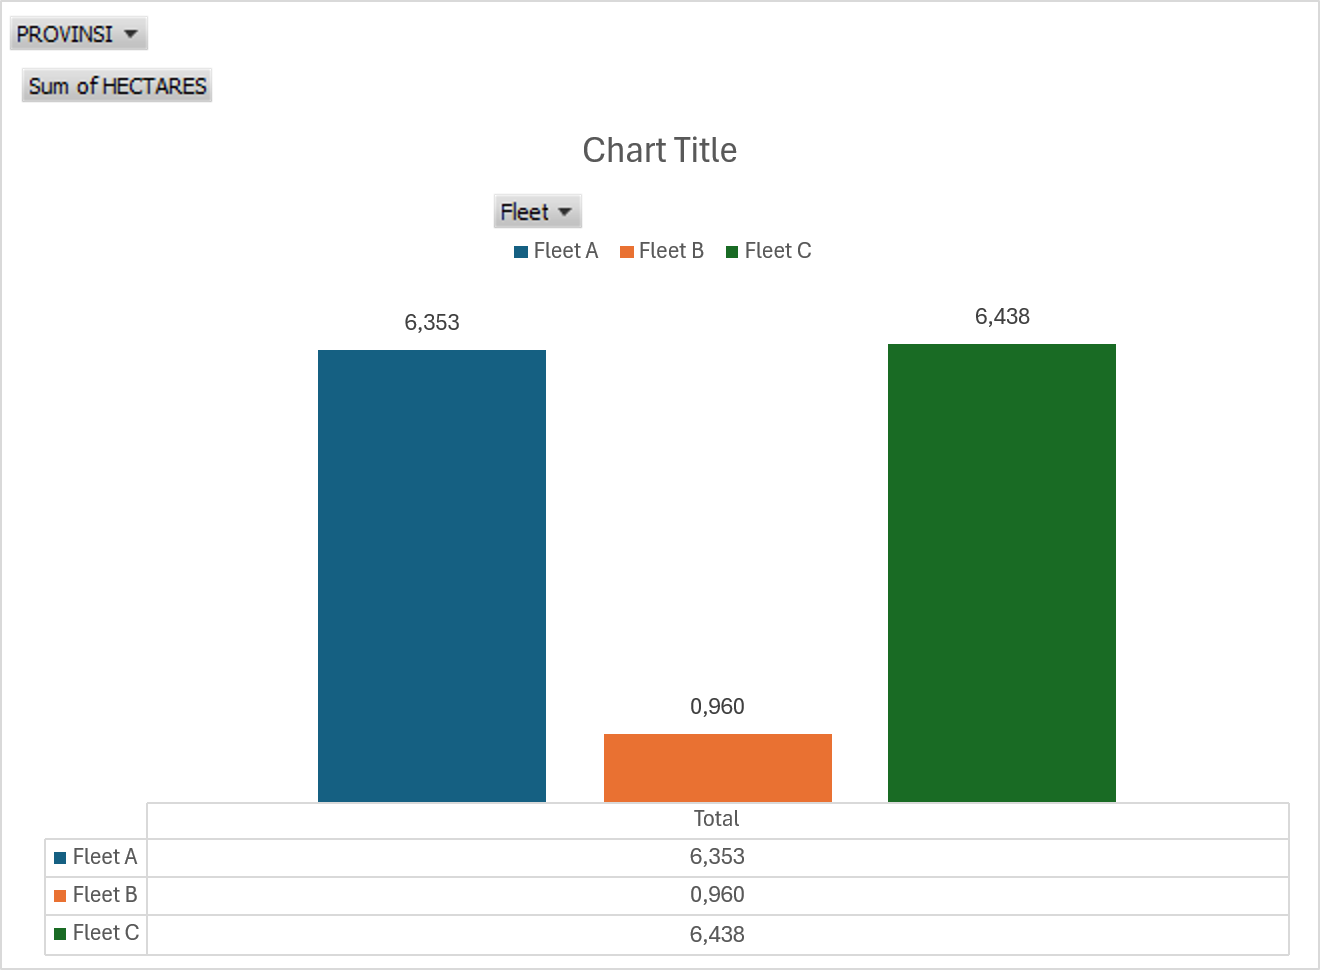 PROVINSI
Sum of HECTARES
Chart Title
Fleet
Fleet A Fleet B Fleet C
6,353
6,438
0,960
Total
Fleet A 6,353
Fleet B 0,960
Fleet C 6,438